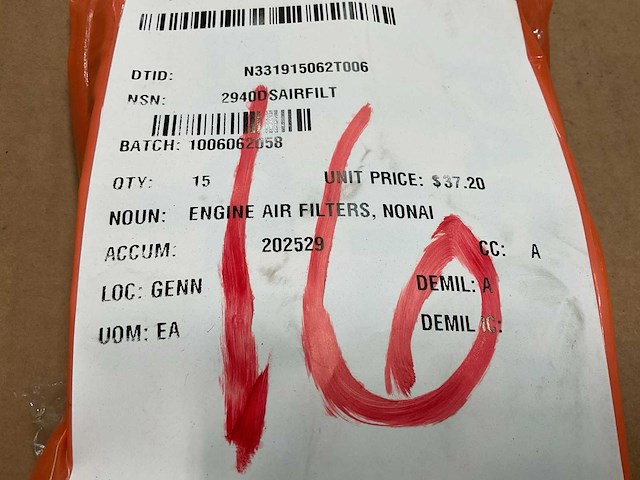 DTID: N331915062T006
NSN: 2940DSAIRFILT
BATCH: 1006062058
QTY: 15 UNIT PRICE: $37.20
NOUN: ENGINE AIR FILTERS, NONAI
ACCUM: 202529 CC: A
LOC: GENN DEMIL: A
UOM: EA DEMIL IC:
16